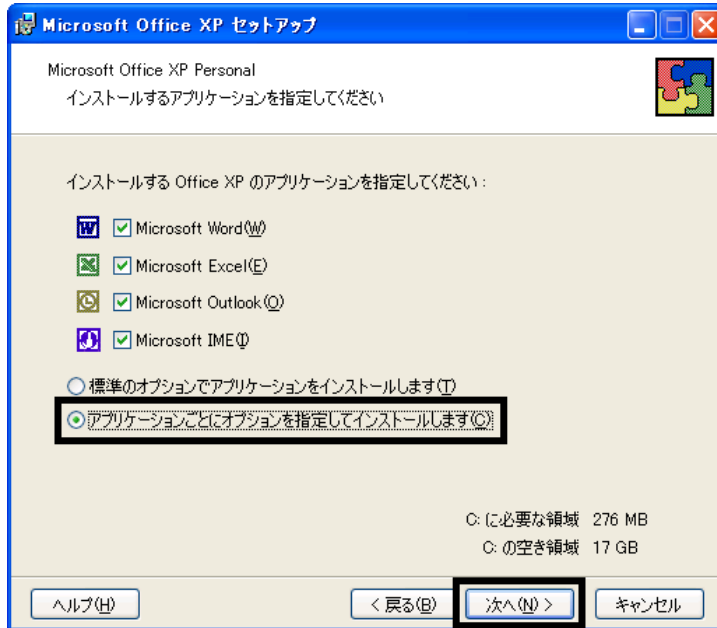 Microsoft Office XP セットアップ
Microsoft Office XP Personal
インストールするアプリケーションを指定してください
インストールする Office XP のアプリケーションを指定してください:
Microsoft Word(W)
Microsoft Excel(E)
Microsoft Outlook(O)
Microsoft IME(I)
標準のオプションでアプリケーションをインストールします(T)
アプリケーションごとにオプションを指定してインストールします(C)
C: に必要な領域 276 MB
C: の空き領域 17 GB
ヘルプ(H) < 戻る(B) 次へ(N) > キャンセル